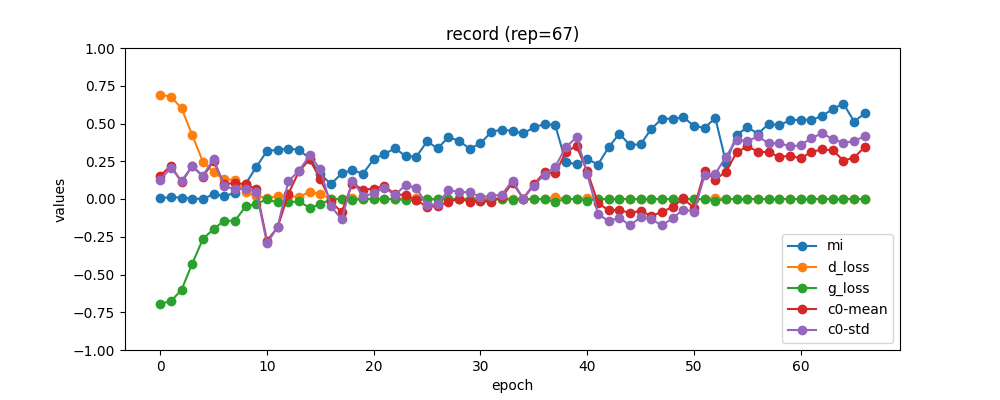 record (rep=67)
1.00
0.75
0.50
0.25
0.00
−0.25
−0.50
−0.75
−1.00
values
0 10 20 30 40 50 60
epoch
mi
d_loss
g_loss
c0-mean
c0-std